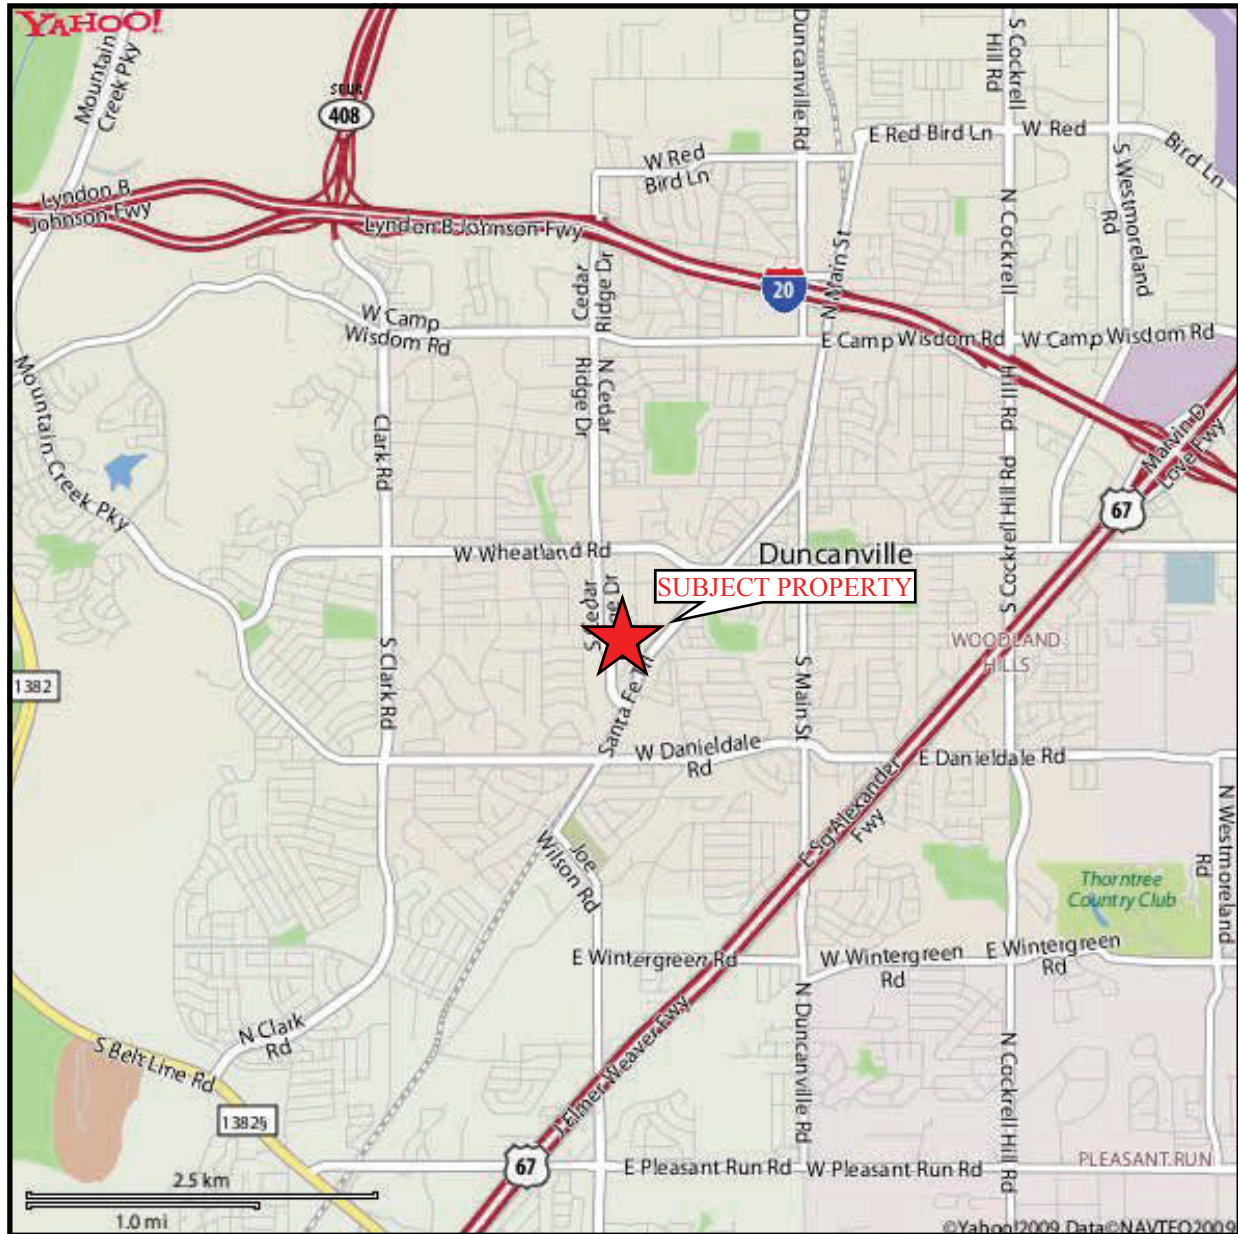 YAHOO!
Mountain
Creek Pky
SPUR
408
Duncanville Rd
S Cockrell
Hill Rd
E Red Bird Ln
W Red
Bird Ln
W Red
Bird Ln
S Westmoreland
Rd
Lyndon B
Johnson Fwy
Lyndon B Johnson Fwy
N Cockrell
Hill Rd
Cedar
Ridge Dr
20
N Main St
W Camp
Wisdom Rd
E Camp Wisdom Rd
W Camp Wisdom Rd
N Cedar
Ridge Dr
Mountain Creek Pky
Clark Rd
Marvin D
Love Fwy
67
S Cockrell Hill Rd
W Wheatland Rd
Duncanville
SUBJECT PROPERTY
S Cedar
WOODLAND
HILLS
1382
S Clark Rd
Santa Fe Trl
S Main St
W Danieldale
Rd
E Danieldale Rd
E Sg Alexander
Fwy
N Westmoreland
Rd
Joe
Wilson Rd
Thorntree
Country Club
E Wintergreen Rd
W Wintergreen
Rd
E Wintergreen
Rd
N Clark
Rd
S Belt Line Rd
J Elmer Weaver Fwy
N Duncanville Rd
N Cockrell Hill Rd
1382§
67
E Pleasant Run Rd
W Pleasant Run Rd
PLEASANT RUN
2.5 km
1.0 mi
©Yahoo!2009, Data©NAVTEQ2009